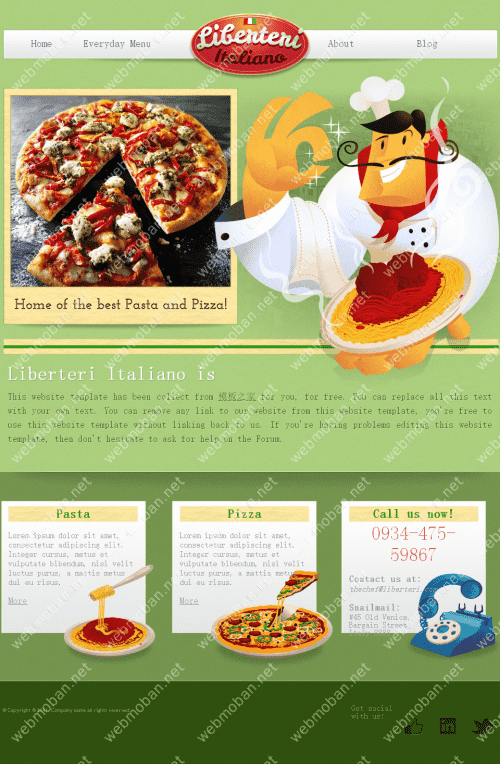 Home Everyday Menu Liberteri Italiano About Blog
Home of the best Pasta and Pizza!
Liberteri Italiano is
This website template has been collect from 模板之家 for you, for free. You can replace all this text
with your own text. You can remove any link to our website from this website template, you're free to
use this website template without linking back to us. If you're having problems editing this website
template, then don't hesitate to ask for help on the Forum.
Pasta
Lorem ipsum dolor sit amet,
consectetur adipiscing elit.
Integer cursus, metus et
vulputate bibendum, nisi velit
luctus purus, a mattis metus
dui eu risus.
More
Pizza
Lorem ipsum dolor sit amet,
consectetur adipiscing elit.
Integer cursus, metus et
vulputate bibendum, nisi velit
luctus purus, a mattis metus
dui eu risus.
More
Call us now!
0934-475-
59867
Contact us at:
thechef@liberteri
Snailmail:
#45 Old Venice,
Bargain Street
Get social
with us!
webmoban.net